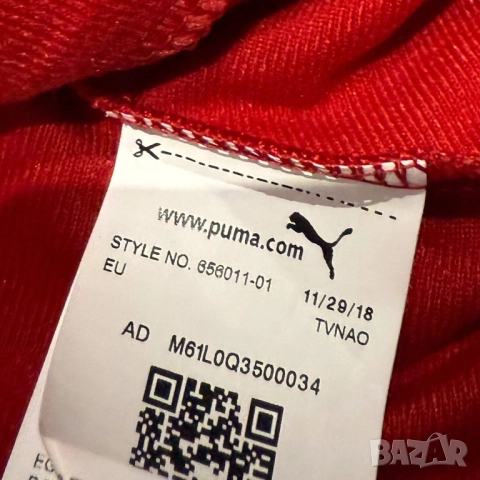 www.puma.com
STYLE NO. 656011-01 11/29/18
EU TVNAO
AD M61L0Q3500034
BAZAR